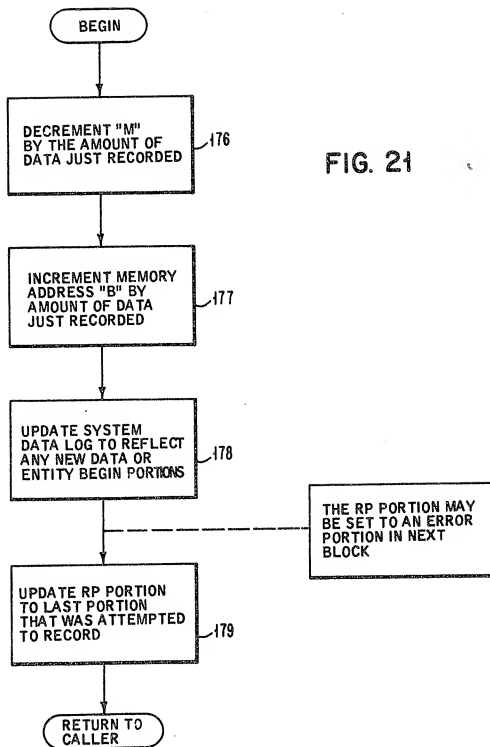 BEGIN
DECREMENT "M"
BY THE AMOUNT OF
DATA JUST RECORDED
176
FIG. 21
INCREMENT MEMORY
ADDRESS "B" BY
AMOUNT OF DATA
JUST RECORDED
177
UPDATE SYSTEM
DATA LOG TO REFLECT
ANY NEW DATA OR
ENTITY BEGIN PORTIONS
178
THE RP PORTION MAY
BE SET TO AN ERROR
PORTION IN NEXT
BLOCK
UPDATE RP PORTION
TO LAST PORTION
THAT WAS ATTEMPTED
TO RECORD
179
RETURN TO
CALLER